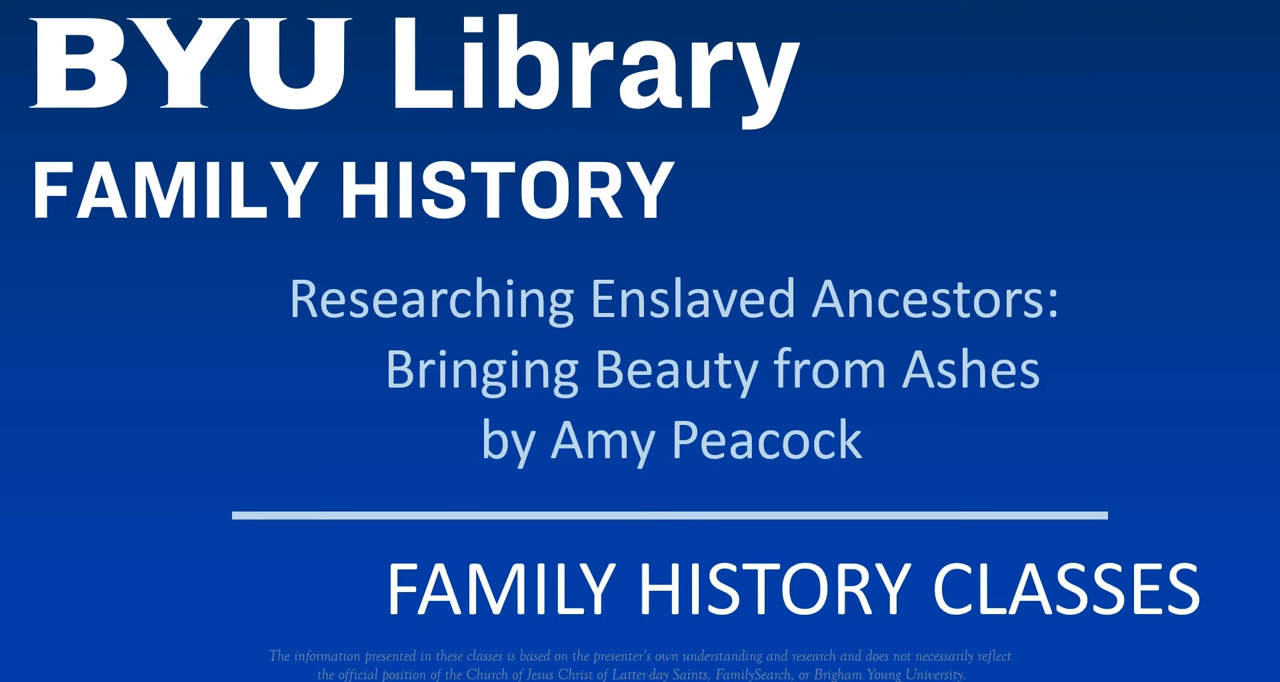 BYU Library
FAMILY HISTORY
Researching Enslaved Ancestors:
Bringing Beauty from Ashes
by Amy Peacock
FAMILY HISTORY CLASSES
The information presented in these classes is based on the presenter's own understanding and research and does not necessarily reflect
the official position of the Church of Jesus Christ of Latter-day Saints, FamilySearch, or Brigham Young University.